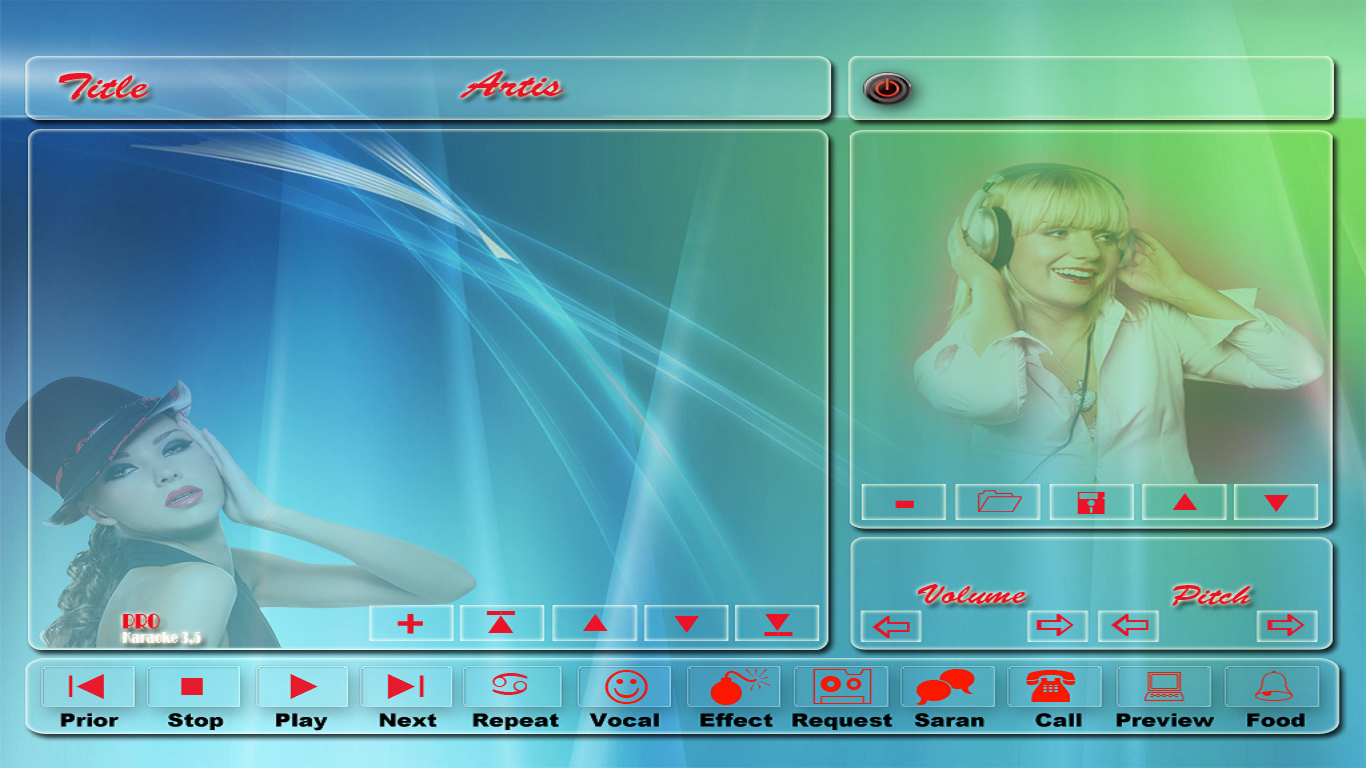 Title
Artis
PRO
Karaoke 3.5
Volume
Pitch
Prior
Stop
Play
Next
Repeat
Vocal
Effect
Request
Saran
Call
Preview
Food